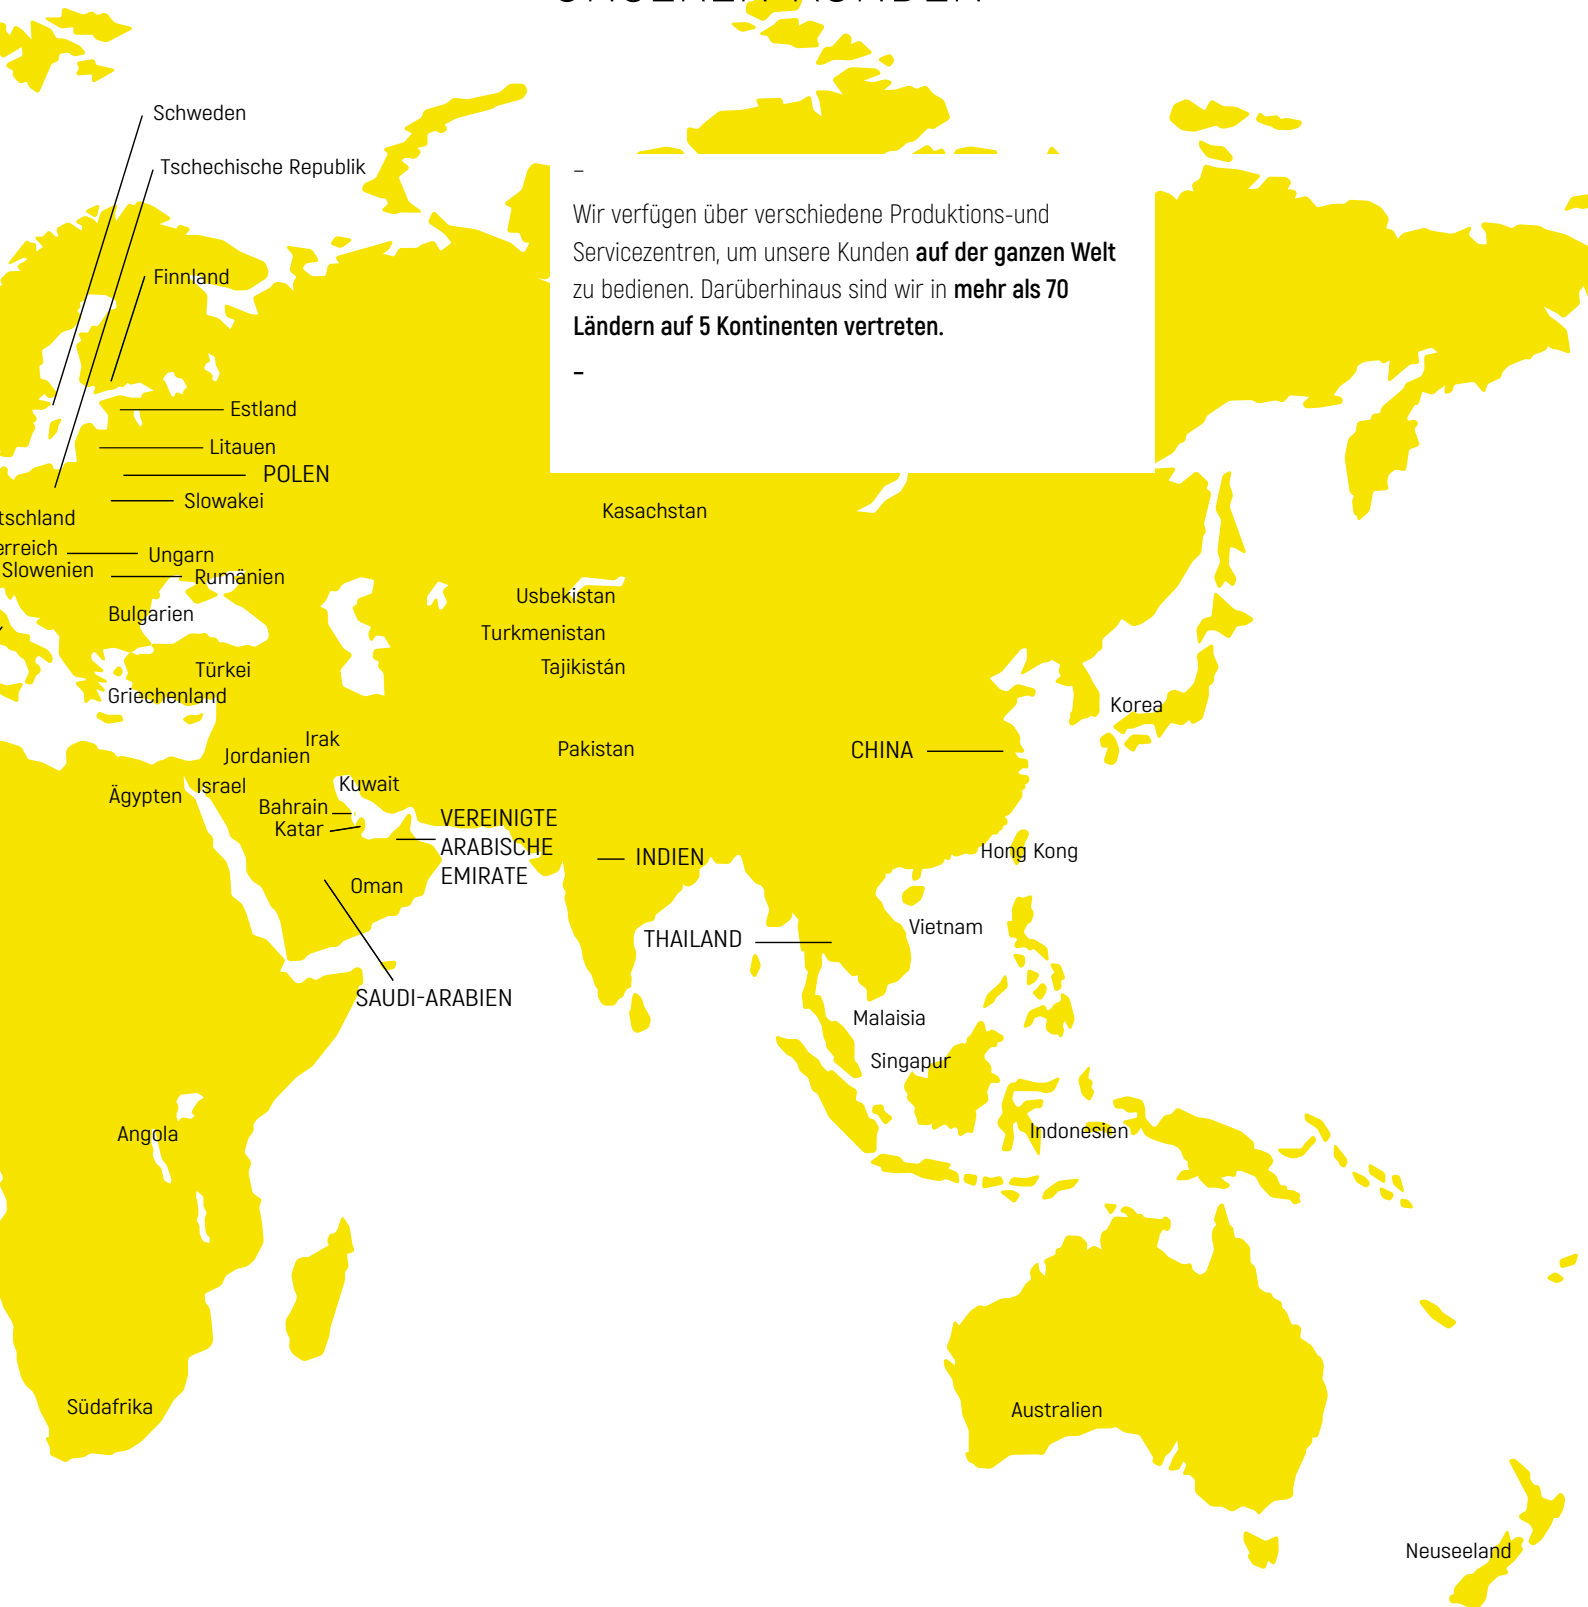 Schweden
Tschechische Republik
Wir verfügen über verschiedene Produktions-und
Servicezentren, um unsere Kunden auf der ganzen Welt
zu bedienen. Darüberhinaus sind wir in mehr als 70
Ländern auf 5 Kontinenten vertreten.
Finnland
Estland
Litauen
POLEN
Slowakei
Kasachstan
tschland
erreich
Ungarn
Slowenien
Rumänien
Usbekistan
Bulgarien
Turkmenistan
Tajikistán
Türkei
Griechenland
Korea
Irak
Jordanien
Pakistan
CHINA
Israel
Kuwait
Ägypten
Bahrain
Katar
VEREINIGTE
ARABISCHE
EMIRATE
INDIEN
Hong Kong
Oman
Vietnam
THAILAND
SAUDI-ARABIEN
Malaisia
Singapur
Angola
Indonesien
Südafrika
Australien
Neuseeland